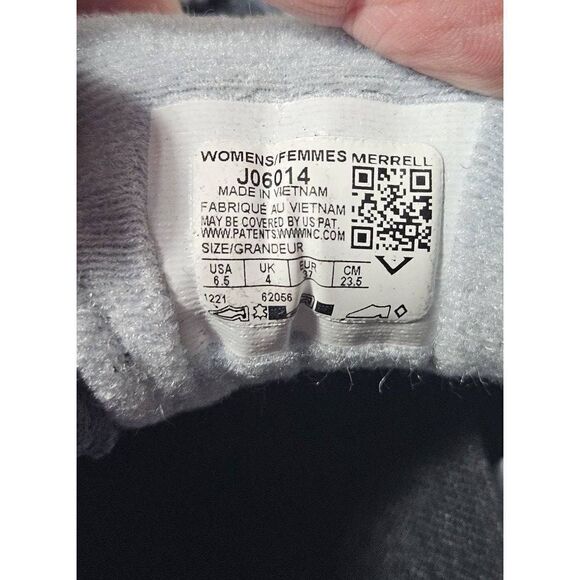 WOMENS/FEMMES MERRELL
J06014
MADE IN VIETNAM
FABRIQUÉ AU VIETNAM
MAY BE COVERED BY US PAT.
WWW.PATENTS.WWWINC.COM
SIZE/GRANDEUR
USA UK EUR CM
6.5 4 37 23.5
1221 62056